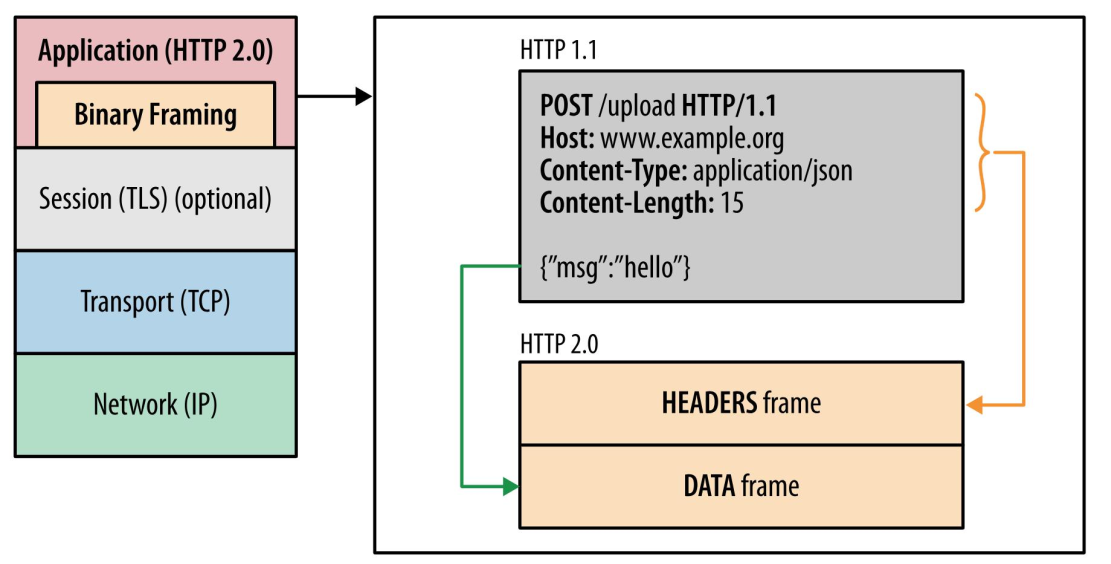 Application (HTTP 2.0)
Binary Framing
Session (TLS) (optional)
Transport (TCP)
Network (IP)
HTTP 1.1
POST /upload HTTP/1.1
Host: www.example.org
Content-Type: application/json
Content-Length: 15
{”msg”:”hello”}
HTTP 2.0
HEADERS frame
DATA frame